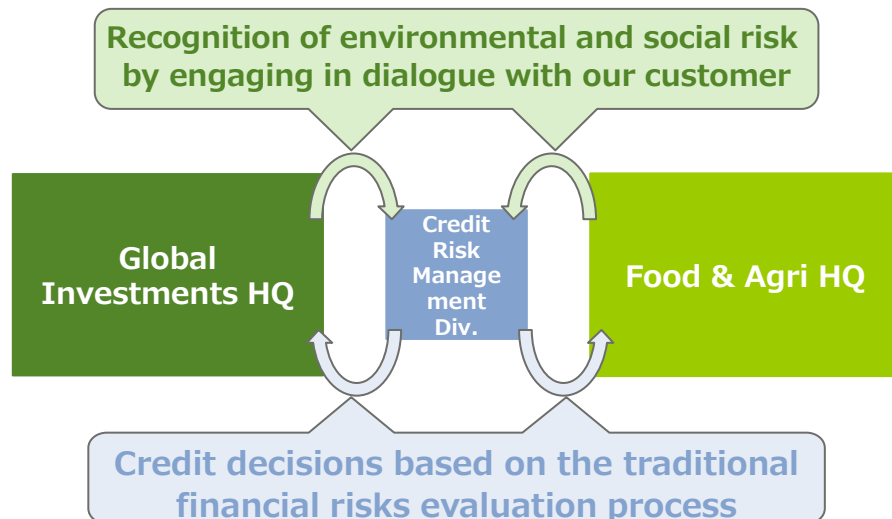 Recognition of environmental and social risk
by engaging in dialogue with our customer
Global
Investments HQ
Credit
Risk
Manage
ment
Div.
Food & Agri HQ
Credit decisions based on the traditional
financial risks evaluation process